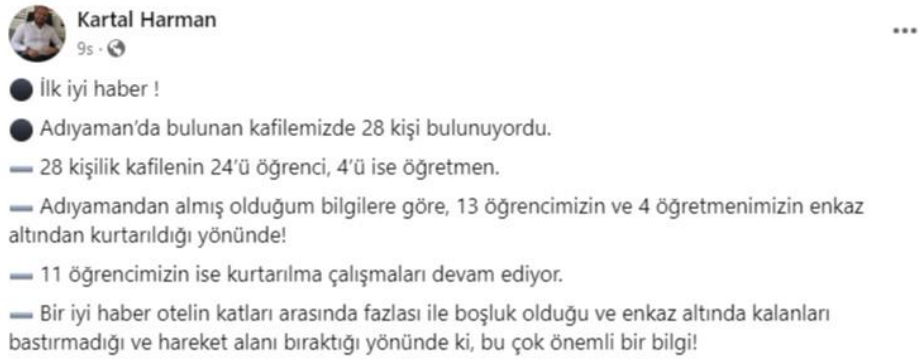 Kartal Harman
9s ·
İlk iyi haber !
Adıyaman'da bulunan kafilemizde 28 kişi bulunuyordu.
28 kişilik kafilenin 24'ü öğrenci, 4'ü ise öğretmen.
Adıyamandan almış olduğum bilgilere göre, 13 öğrencimizin ve 4 öğretmenimizin enkaz
altından kurtarıldığı yönünde!
11 öğrencimizin ise kurtarılma çalışmaları devam ediyor.
Bir iyi haber otelin katları arasında fazlası ile boşluk olduğu ve enkaz altında kalanları
bastırmadığı ve hareket alanı bıraktığı yönünde ki, bu çok önemli bir bilgi!